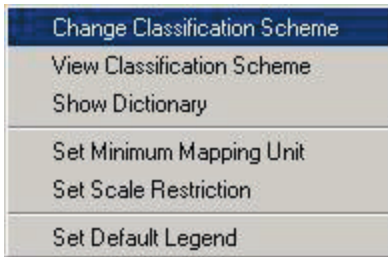 Change Classification Scheme
View Classification Scheme
Show Dictionary
Set Minimum Mapping Unit
Set Scale Restriction
Set Default Legend